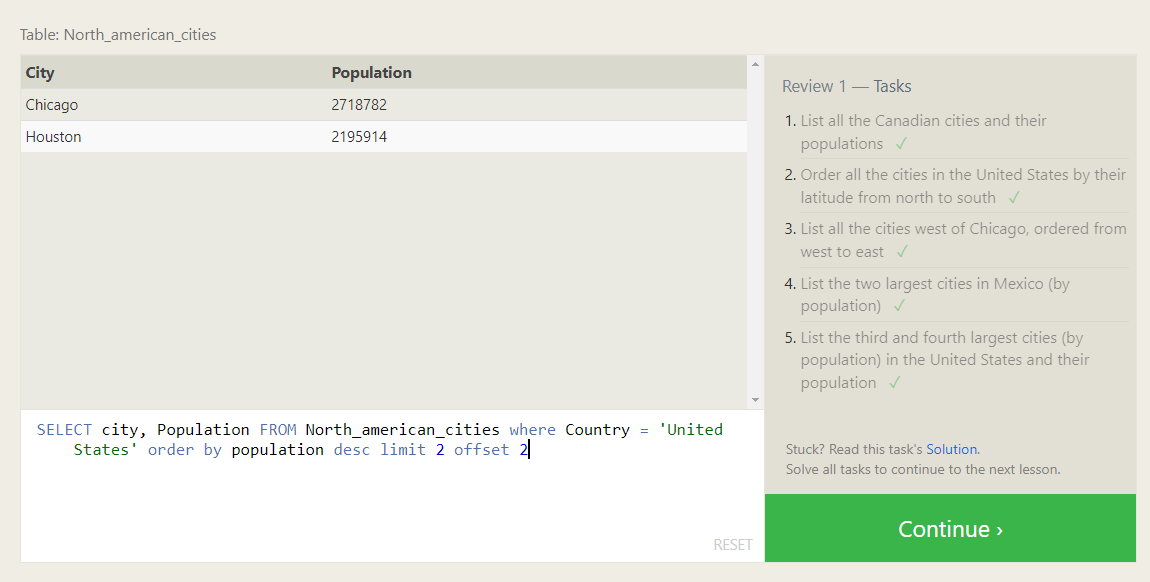 Table: North_american_cities
City Population
Chicago 2718782
Houston 2195914
SELECT city, Population FROM North_american_cities where Country = 'United
States' order by population desc limit 2 offset 2
RESET
Review 1 — Tasks
1. List all the Canadian cities and their
populations ✓
2. Order all the cities in the United States by their
latitude from north to south ✓
3. List all the cities west of Chicago, ordered from
west to east ✓
4. List the two largest cities in Mexico (by
population) ✓
5. List the third and fourth largest cities (by
population) in the United States and their
population ✓
Stuck? Read this task's Solution.
Solve all tasks to continue to the next lesson.
Continue ›